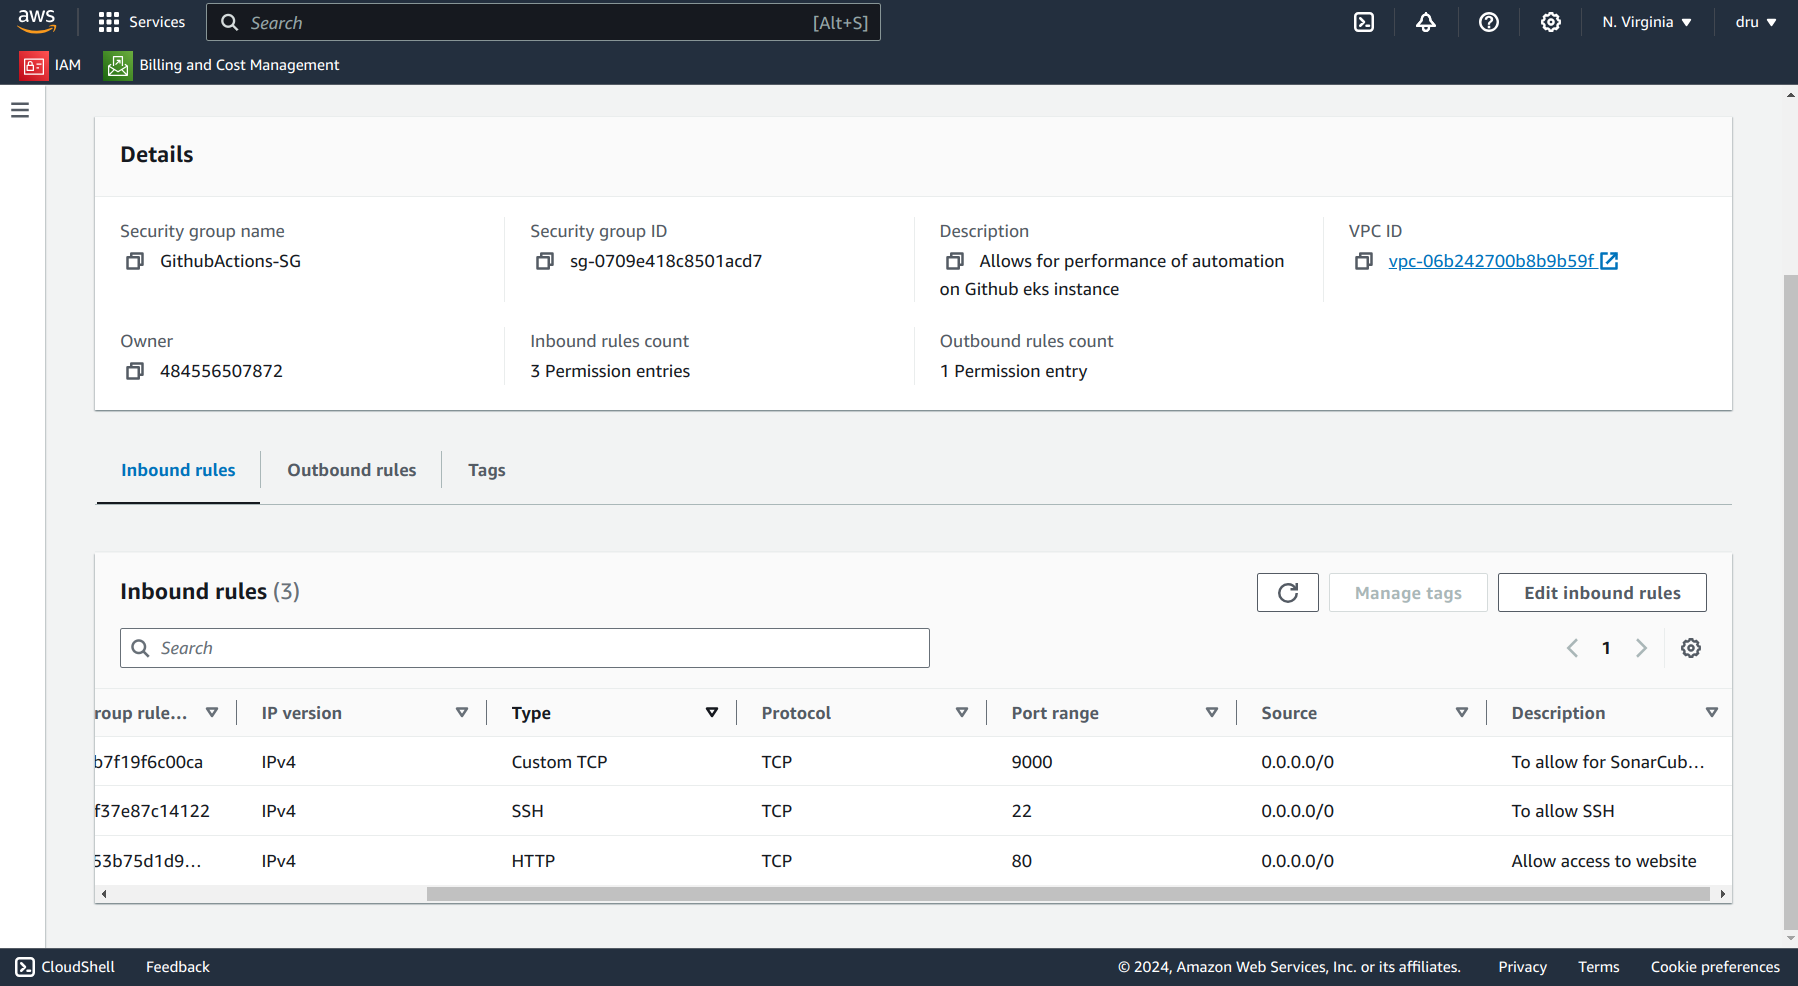 aws Services Search [Alt+S] N. Virginia dru
IAM Billing and Cost Management
Details
Security group name Security group ID Description VPC ID
GithubActions-SG sg-0709e418c8501acd7 Allows for performance of automation vpc-06b242700b8b9b59f
on Github eks instance
Owner Inbound rules count Outbound rules count
484556507872 3 Permission entries 1 Permission entry
Inbound rules Outbound rules Tags
Inbound rules (3) Manage tags Edit inbound rules
Search 1
roup rule... IP version Type Protocol Port range Source Description
b7f19f6c00ca IPv4 Custom TCP TCP 9000 0.0.0.0/0 To allow for SonarCub...
f37e87c14122 IPv4 SSH TCP 22 0.0.0.0/0 To allow SSH
53b75d1d9... IPv4 HTTP TCP 80 0.0.0.0/0 Allow access to website
CloudShell Feedback © 2024, Amazon Web Services, Inc. or its affiliates. Privacy Terms Cookie preferences